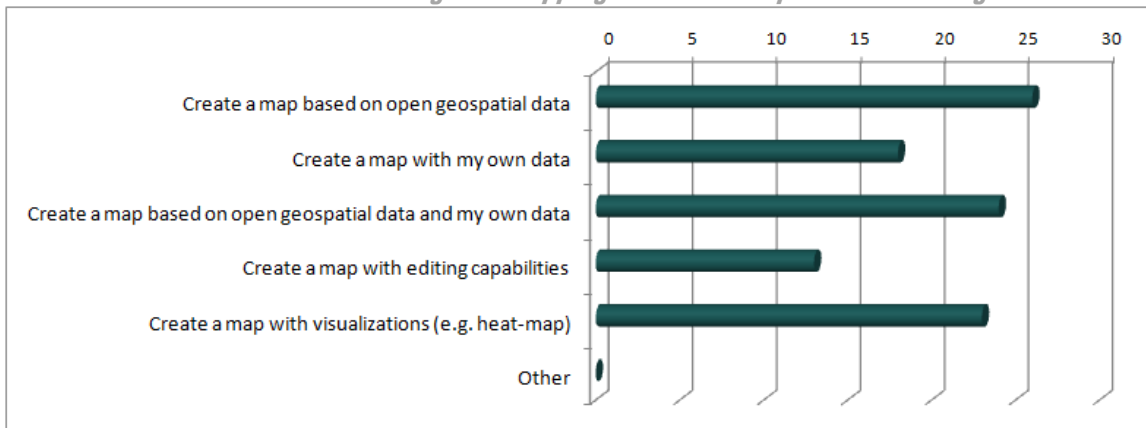 0 5 10 15 20 25 30
Create a map based on open geospatial data
Create a map with my own data
Create a map based on open geospatial data and my own data
Create a map with editing capabilities
Create a map with visualizations (e.g. heat-map)
Other